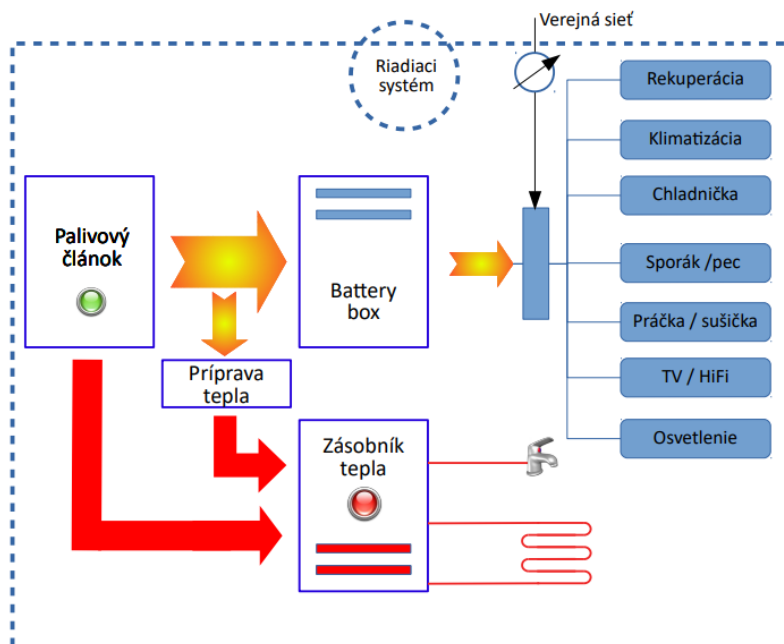 Verejná sieť
Riadiaci
systém
Rekuperácia
Klimatizácia
Chladnička
Palivový
článok
Battery
box
Sporák /pec
Práčka / sušička
Príprava
tepla
TV / HiFi
Zásobník
tepla
Osvetlenie